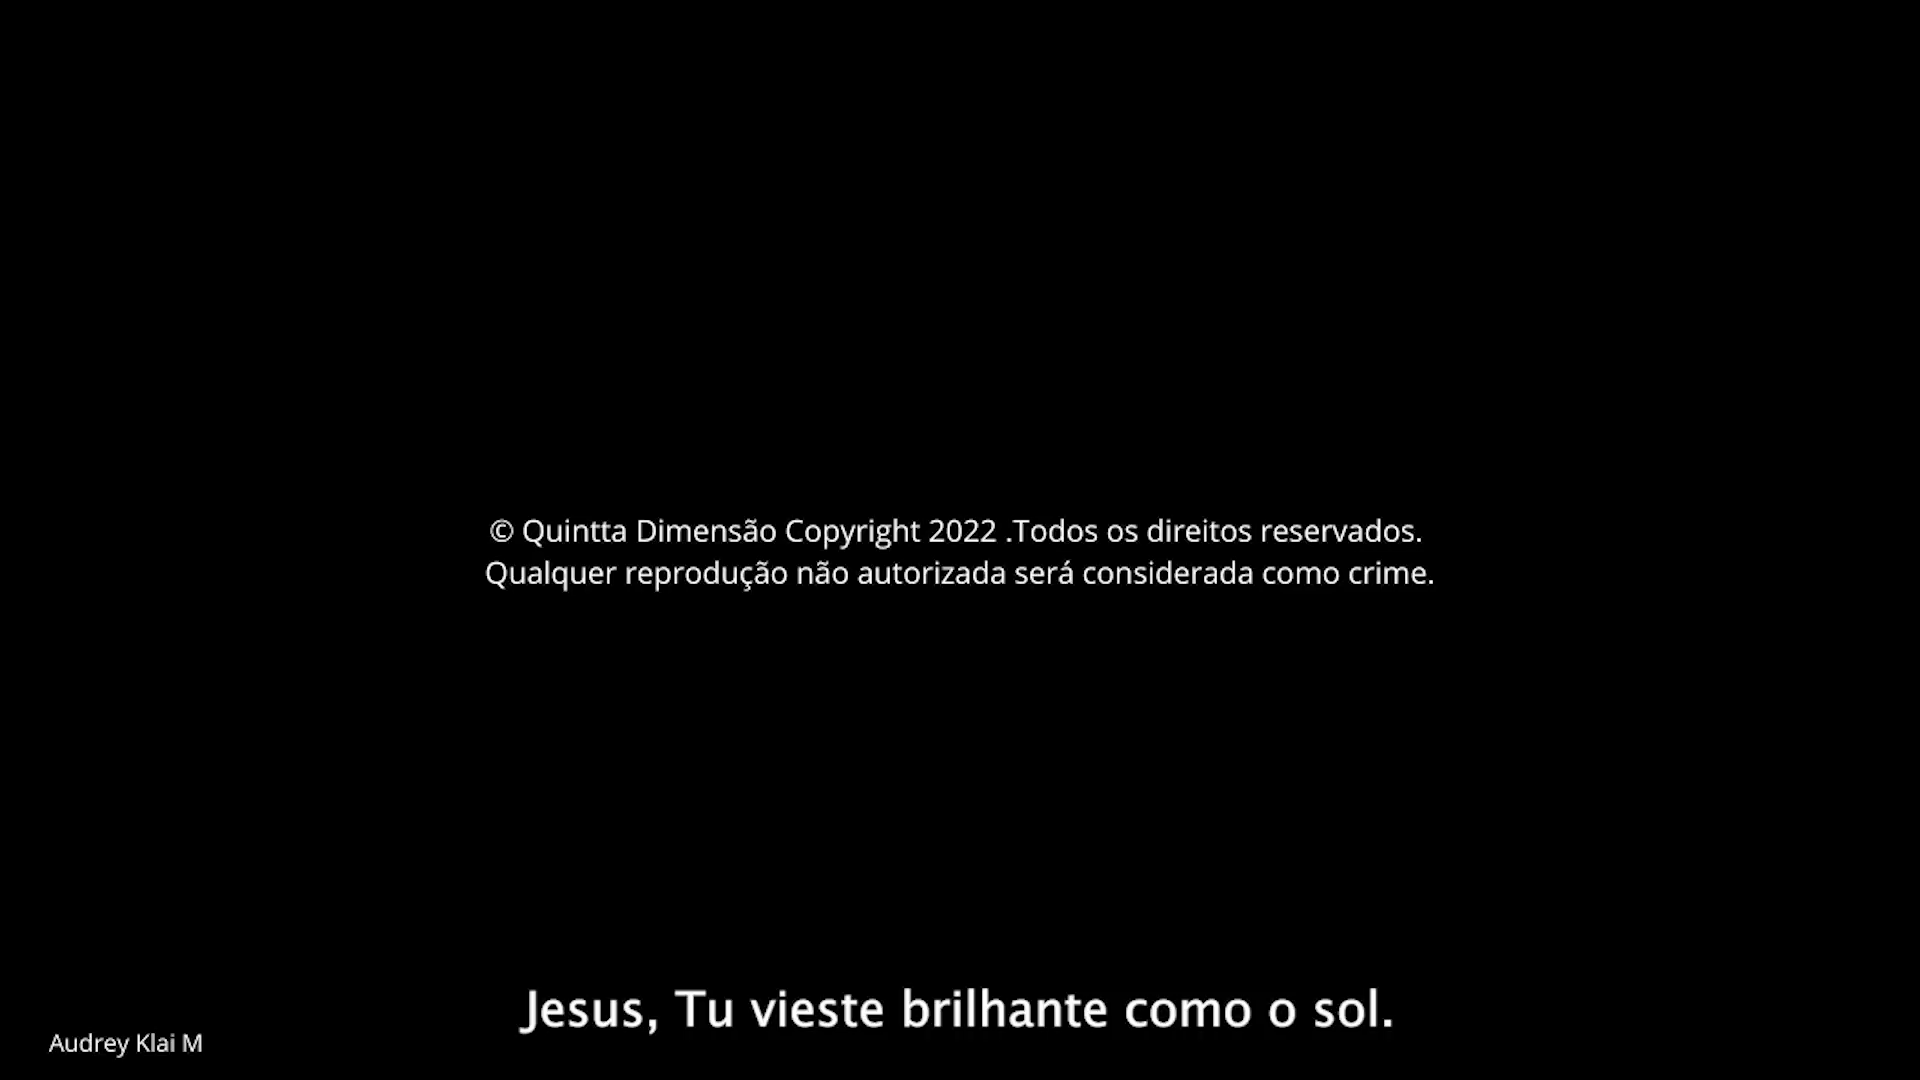 © Quintta Dimensão Copyright 2022 .Todos os direitos reservados.
Qualquer reprodução não autorizada será considerada como crime.
Jesus, Tu vieste brilhante como o sol.
Audrey Klai M